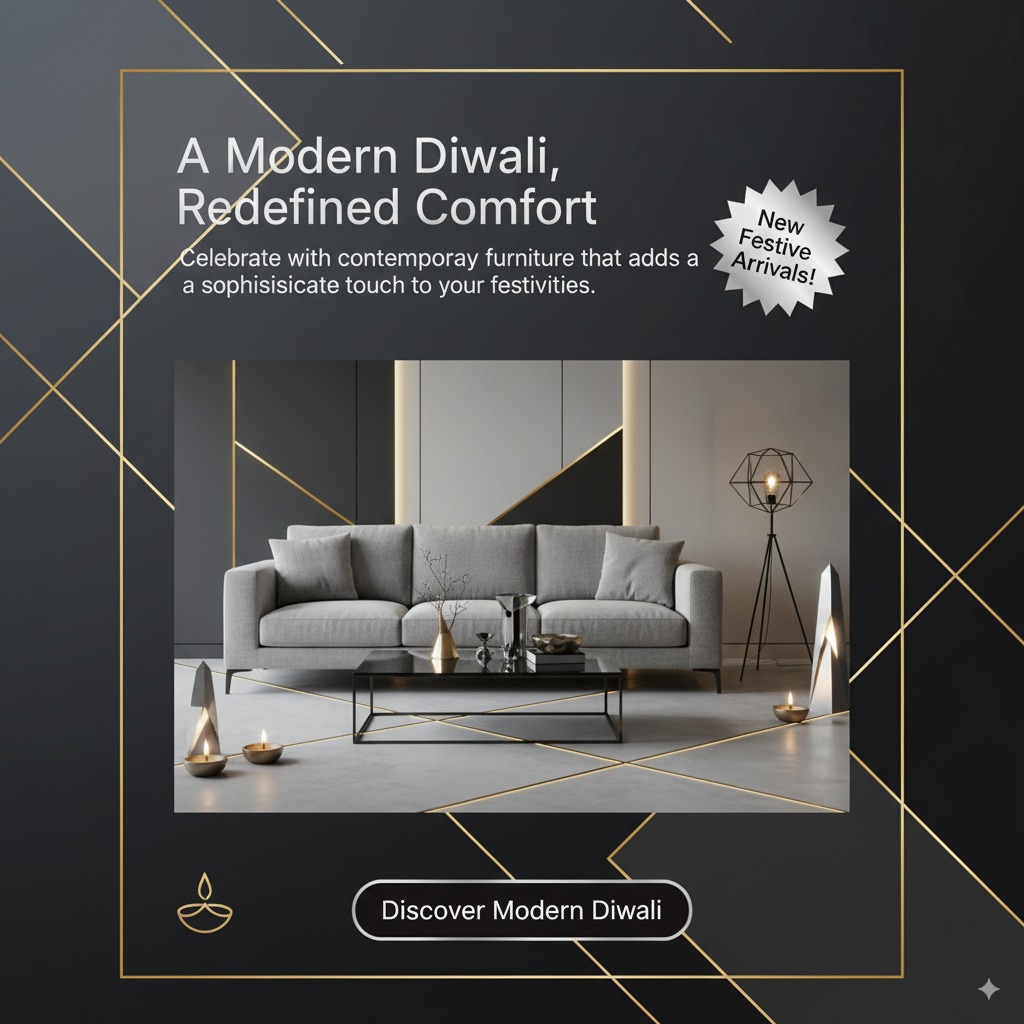 A Modern Diwali,
Redefined Comfort
Celebrate with contemporay furniture that adds a
a sophisisicate touch to your festivities.
New
Festive
Arrivals!
Discover Modern Diwali